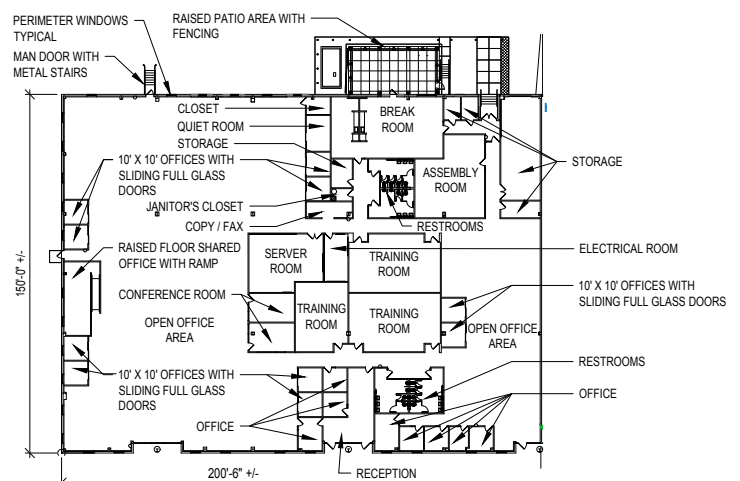 PERIMETER WINDOWS
TYPICAL
RAISED PATIO AREA WITH
FENCING
MAN DOOR WITH
METAL STAIRS
CLOSET
QUIET ROOM
STORAGE
BREAK
ROOM
10' X 10' OFFICES WITH
SLIDING FULL GLASS
DOORS
STORAGE
ASSEMBLY
ROOM
JANITOR'S CLOSET
COPY / FAX
RESTROOMS
RAISED FLOOR SHARED
OFFICE WITH RAMP
SERVER
ROOM
TRAINING
ROOM
ELECTRICAL ROOM
150'-0" +/-
CONFERENCE ROOM
10' X 10' OFFICES WITH
SLIDING FULL GLASS DOORS
OPEN OFFICE
AREA
TRAINING
ROOM
TRAINING
ROOM
OPEN OFFICE
AREA
10' X 10' OFFICES WITH
SLIDING FULL GLASS
DOORS
RESTROOMS
OFFICE
OFFICE
200'-6" +/-
RECEPTION